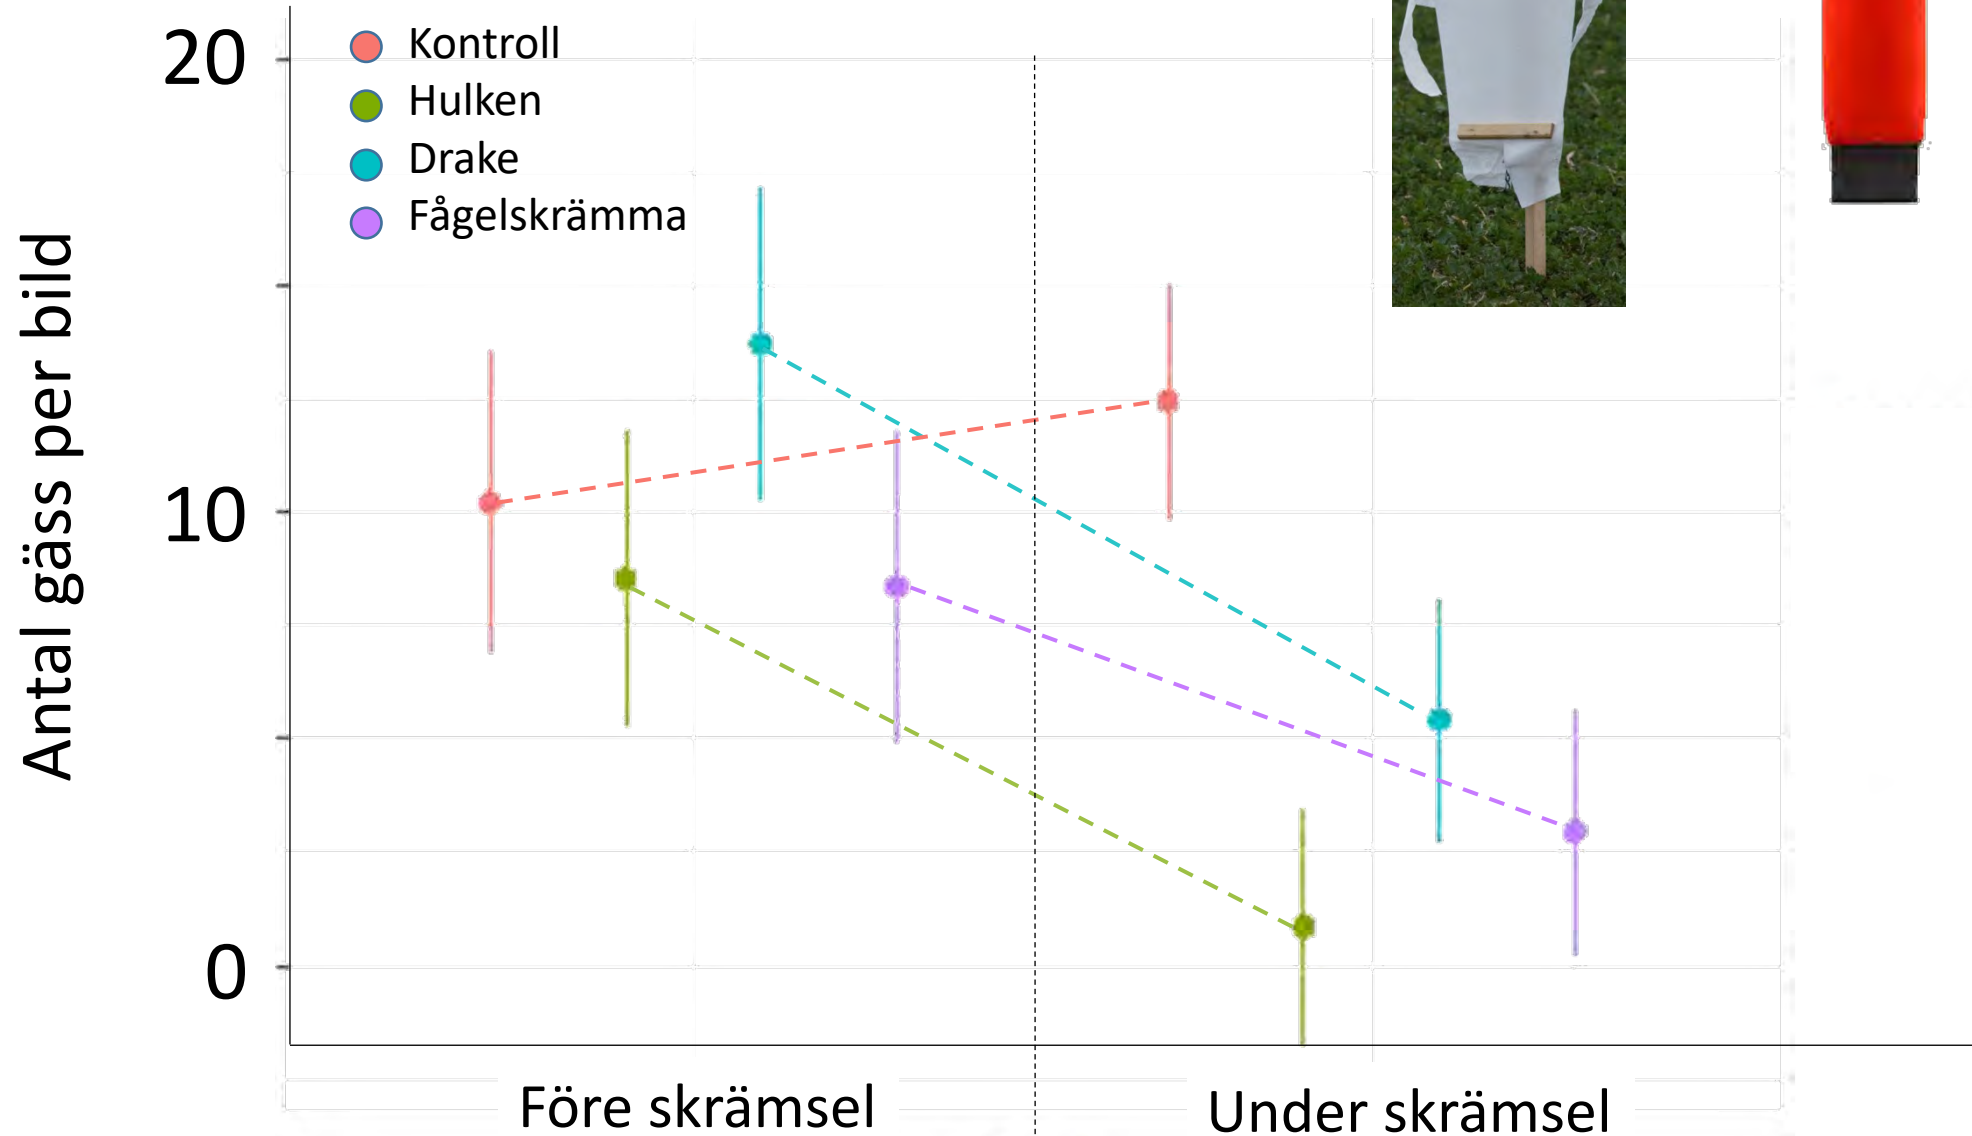 Antal gäss per bild
20
10
0
Kontroll
Hulken
Drake
Fågelskrämma
Före skrämsel
Under skrämsel